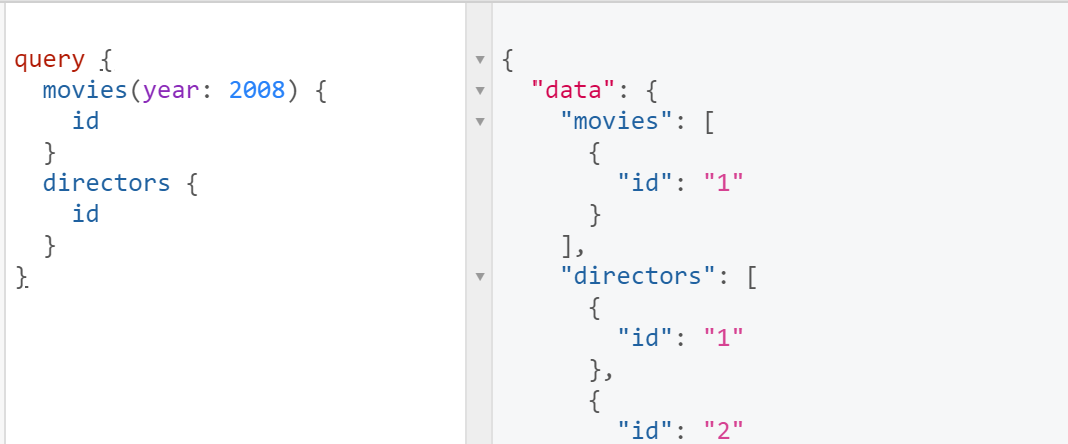 query {
  movies(year: 2008) {
    id
  }
  directors {
    id
  }
}
{
  "data": {
    "movies": [
      {
        "id": "1"
      }
    ],
    "directors": [
      {
        "id": "1"
      },
      {
        "id": "2"